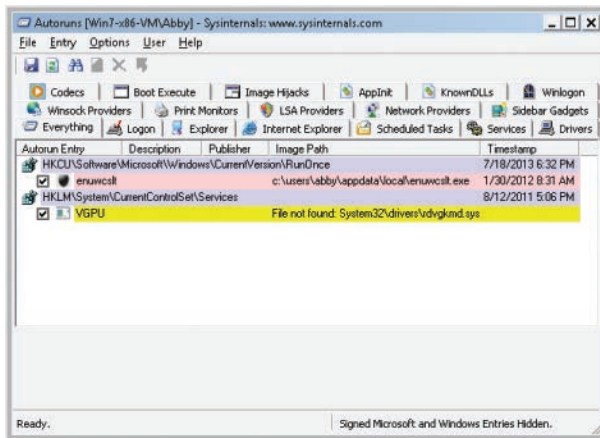 Autoruns [Win7-x86-VM\Abby] - Sysinternals: www.sysinternals.com
File Entry Options User Help
Codecs Boot Execute Image Hijacks AppInit KnownDLLs Winlogon
Winsock Providers Print Monitors LSA Providers Network Providers Sidebar Gadgets
Everything Logon Explorer Internet Explorer Scheduled Tasks Services Drivers
Autorun Entry Description Publisher Image Path Timestamp
HKCU\Software\Microsoft\Windows\CurrentVersion\RunOnce 7/18/2013 6:32 PM
enuwcslt c:\users\abby\appdata\local\enuwcslt.exe 1/30/2012 8:31 AM
HKLM\System\CurrentControlSet\Services 8/12/2011 5:06 PM
VGPU File not found: System32\drivers\rdvgkmd.sys
Ready. Signed Microsoft and Windows Entries Hidden.